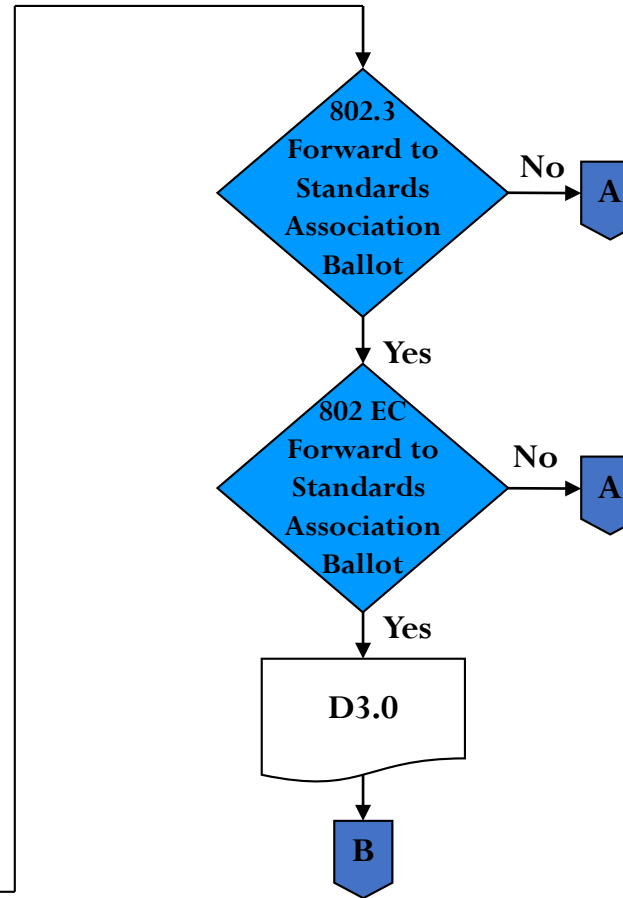 802.3
Forward to
Standards
Association
Ballot
No
A
Yes
802 EC
Forward to
Standards
Association
Ballot
No
A
Yes
D3.0
B